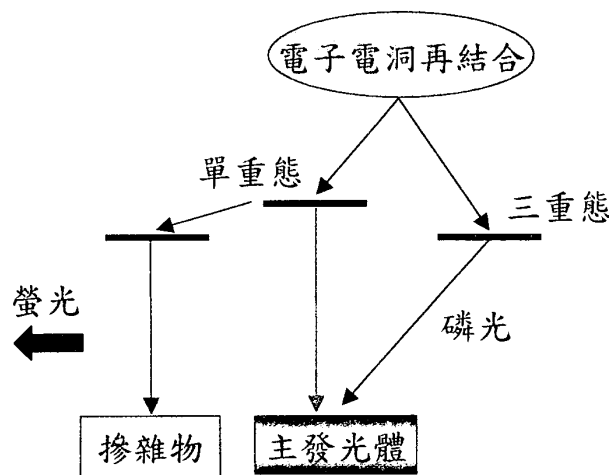 電子電洞再結合
單重態
三重態
螢光
磷光
摻雜物
主發光體